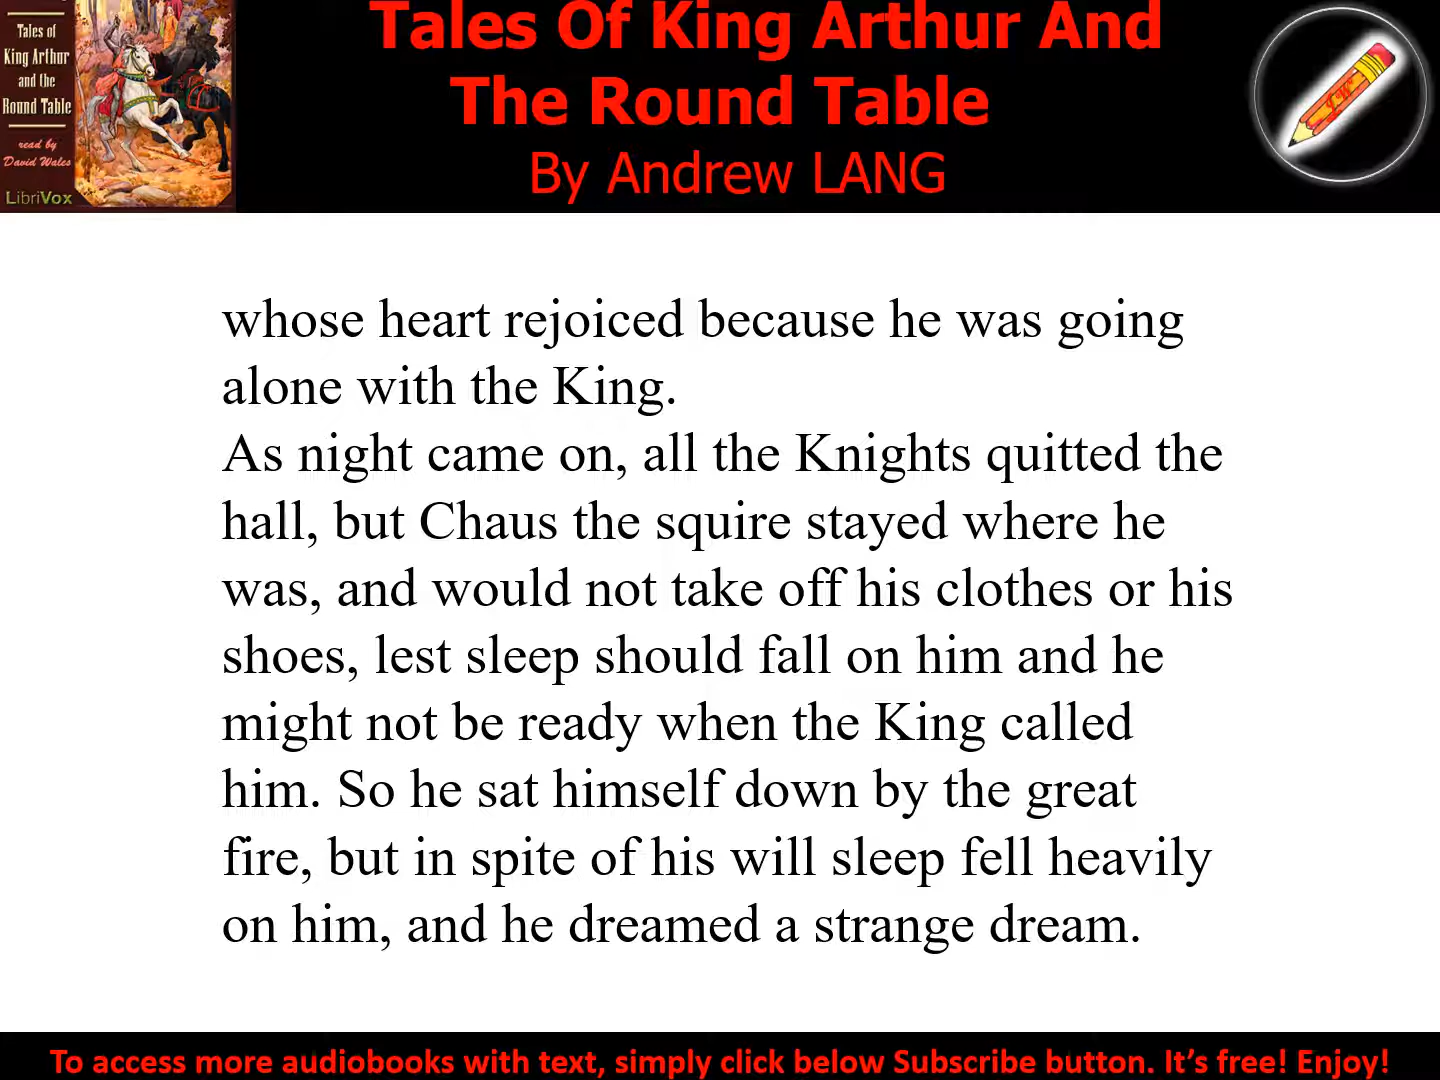 Tales of
King Arthur
and the
Round Table
read by
David Wales
LibriVox
Tales Of King Arthur And
The Round Table
By Andrew LANG
whose heart rejoiced because he was going
alone with the King.
As night came on, all the Knights quitted the
hall, but Chaus the squire stayed where he
was, and would not take off his clothes or his
shoes, lest sleep should fall on him and he
might not be ready when the King called
him. So he sat himself down by the great
fire, but in spite of his will sleep fell heavily
on him, and he dreamed a strange dream.
To access more audiobooks with text, simply click below Subscribe button. It’s free! Enjoy!